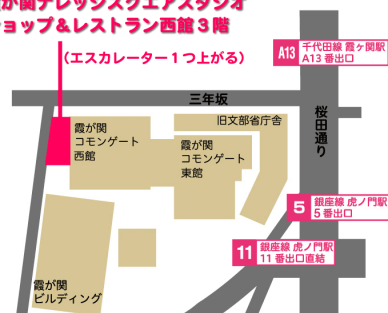 が関ナレッジスクエアスタジオ
ョップ&レストラン西館3階
(エスカレーター1つ上がる)
A13
千代田線 霞ヶ関駅
A13番出口
三年坂
桜田通り
旧文部省庁舎
霞が関
コモンゲート
西館
霞が関
コモンゲート
東館
5
銀座線 虎ノ門駅
5番出口
11
銀座線 虎ノ門駅
11番出口直結
霞が関
ビルディング